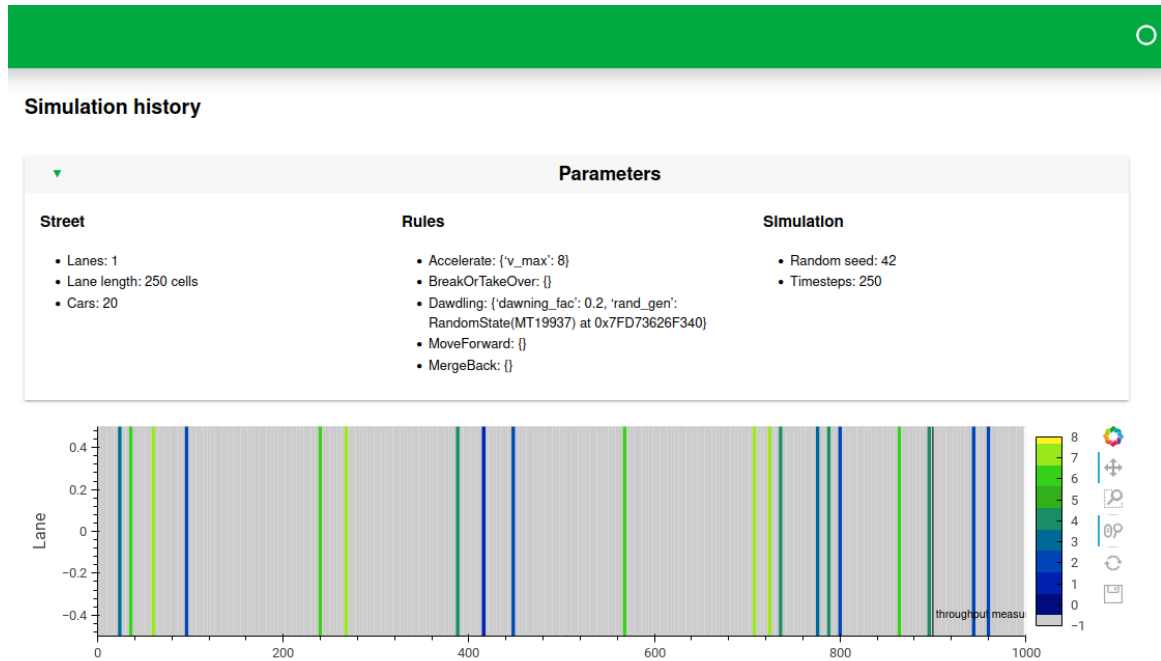 Simulation history
Parameters
Street
Lanes: 1
Lane length: 250 cells
Cars: 20
Rules
Accelerate: {‘v_max’: 8}
BreakOrTakeOver: {}
Dawdling: {‘dawning_fac’: 0.2, ‘rand_gen’:
RandomState(MT19937) at 0x7FD73626F340}
MoveForward: {}
MergeBack: {}
Simulation
Random seed: 42
Timesteps: 250
Lane
0.4
0.2
0
−0.2
−0.4
0
200
400
600
800
1000
throughput measu
8
7
6
5
4
3
2
1
0
−1